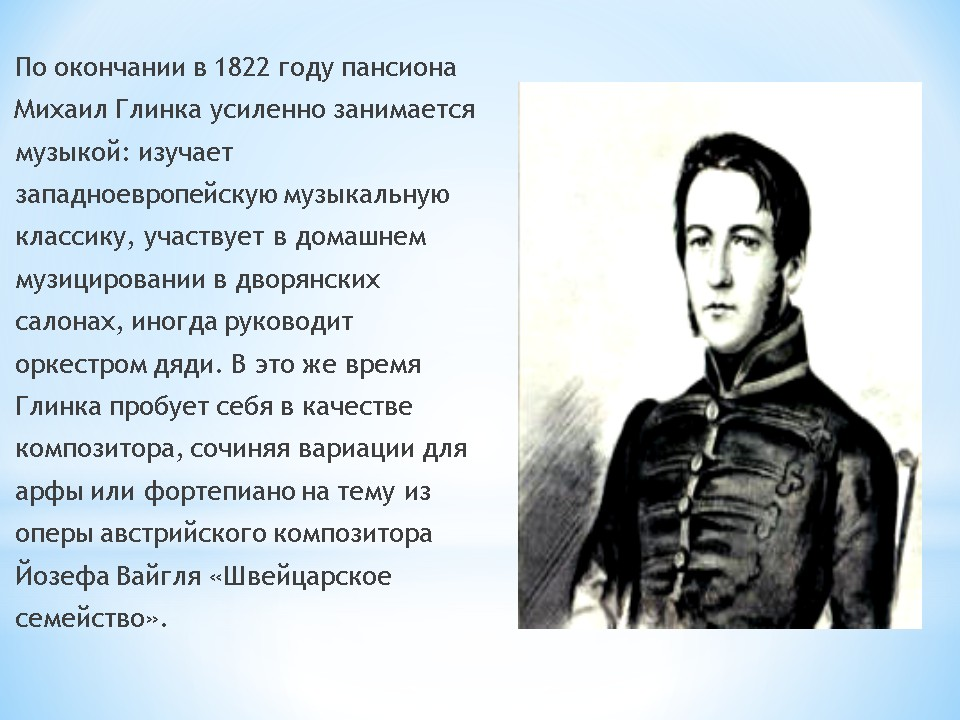 По окончании в 1822 году пансиона
Михаил Глинка усиленно занимается
музыкой: изучает
западноевропейскую музыкальную
классику, участвует в домашнем
музицировании в дворянских
салонах, иногда руководит
оркестром дяди. В это же время
Глинка пробует себя в качестве
композитора, сочиняя вариации для
арфы или фортепиано на тему из
оперы австрийского композитора
Йозефа Вайгля «Швейцарское
семейство».